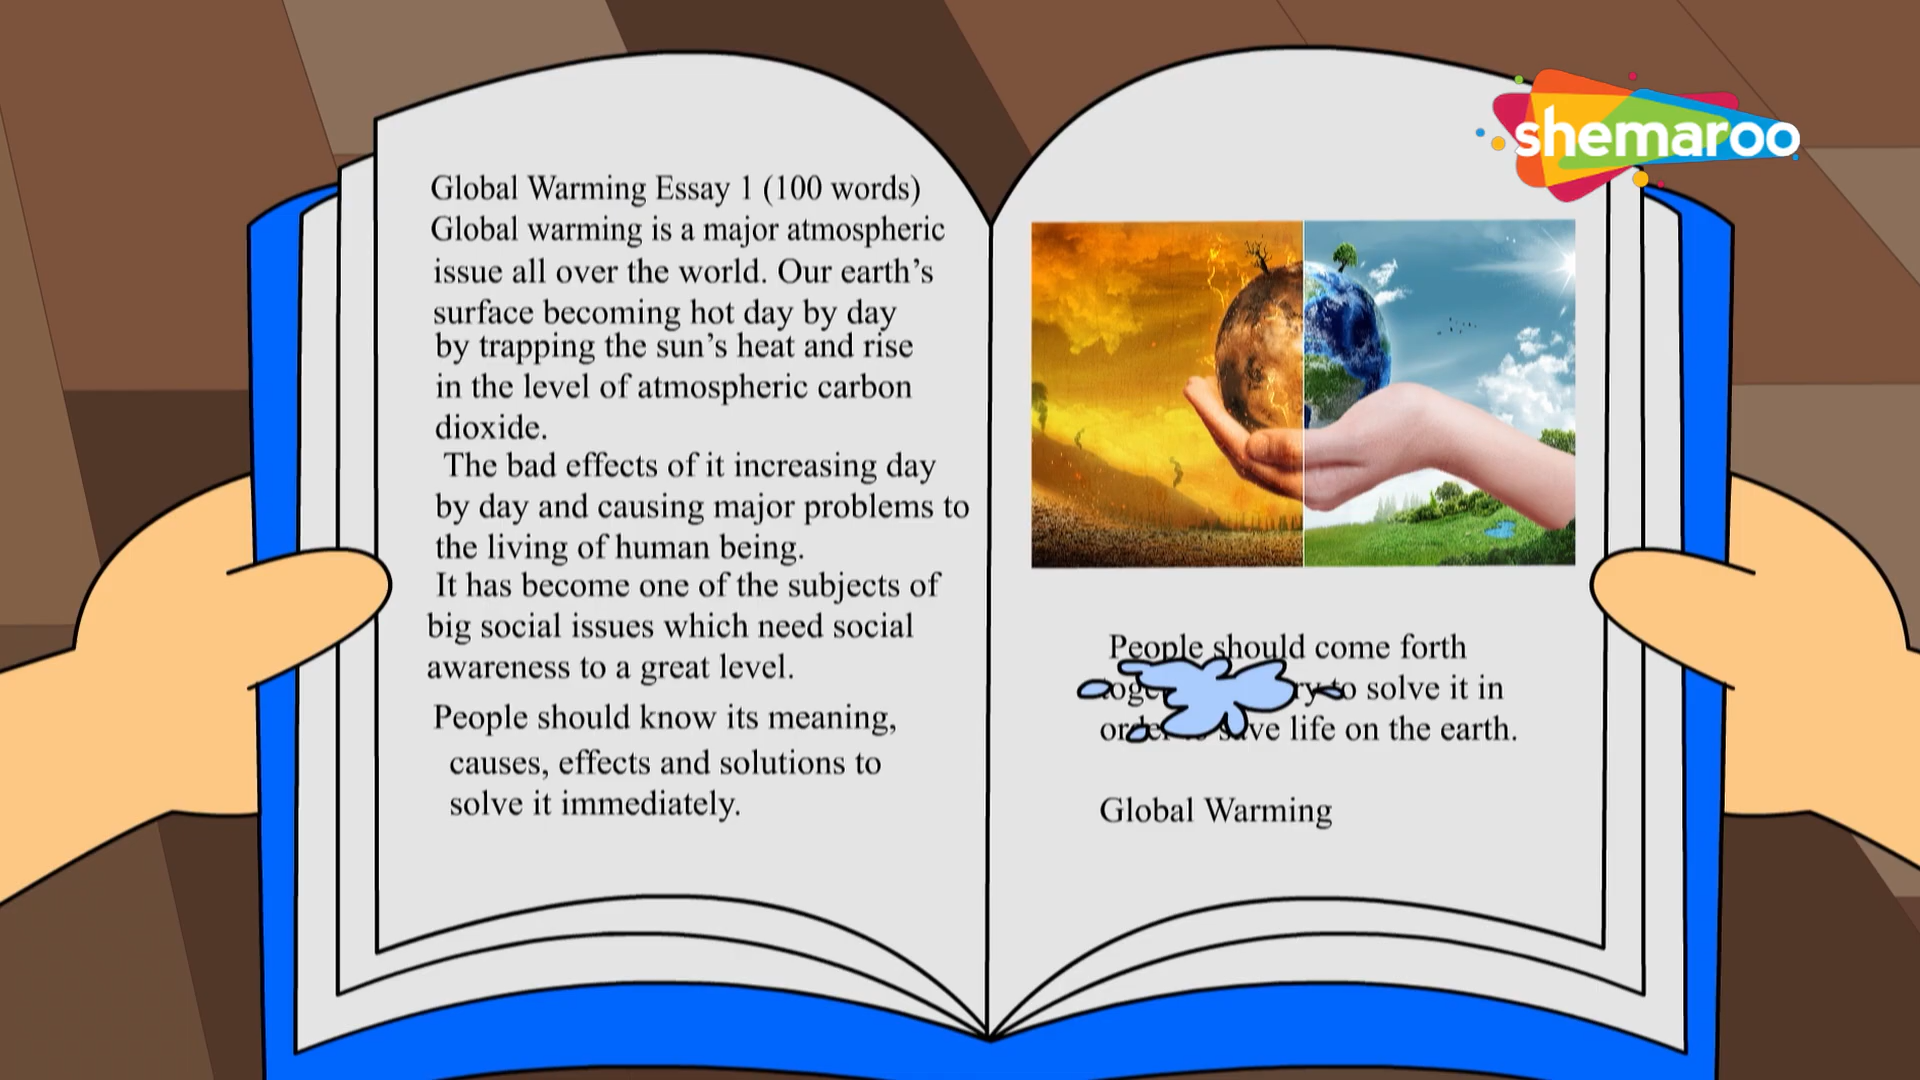 Global Warming Essay 1 (100 words)
Global warming is a major atmospheric
issue all over the world. Our earth's
surface becoming hot day by day
by trapping the sun's heat and rise
in the level of atmospheric carbon
dioxide.
The bad effects of it increasing day
by day and causing major problems to
the living of human being.
It has become one of the subjects of
big social issues which need social
awareness to a great level.
People should know its meaning,
causes, effects and solutions to
solve it immediately.
shemaroo
People should come forth
to solve it in
life on the earth.
Global Warming